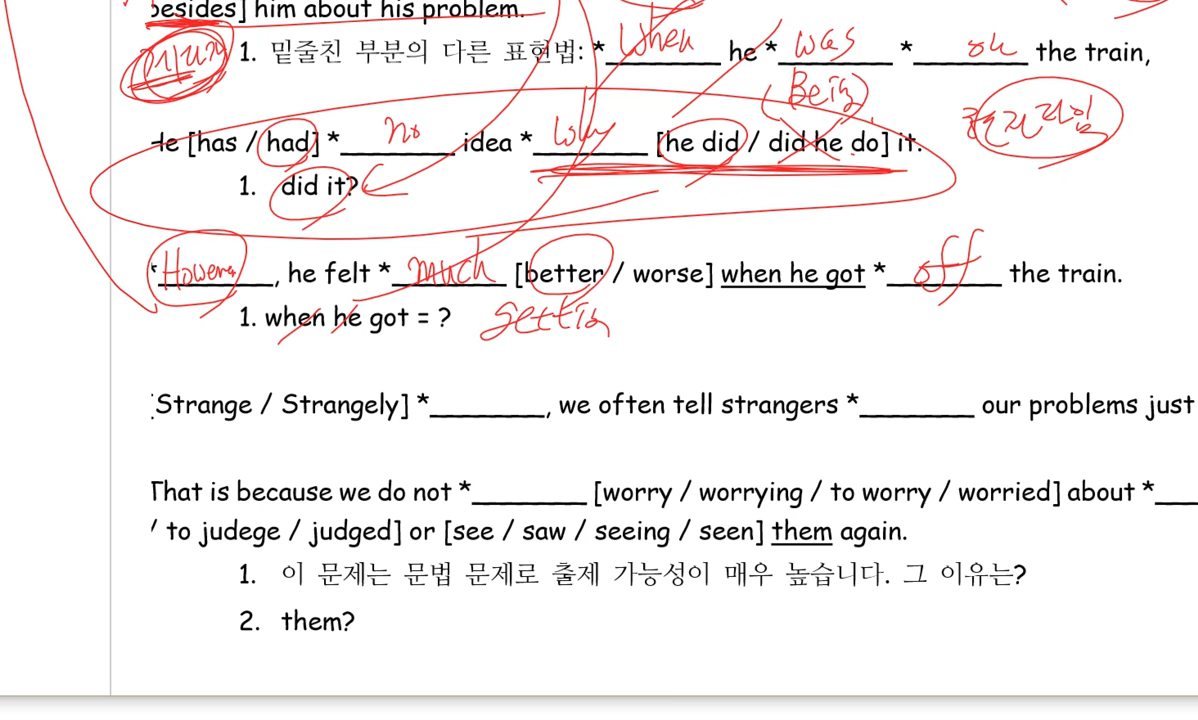 besides] him about his problem.
1. 밑줄친 부분의 다른 표현법: * When he * was * on the train,
(Being)
He [has / had] * no idea * why [he did / did he do] it.
1. did it?
* However, he felt * much [better / worse] when he got * off the train.
1. when he got = ? getting
[Strange / Strangely] *________, we often tell strangers *________ our problems just
That is because we do not *________ [worry / worrying / to worry / worried] about *____
/ to judege / judged] or [see / saw / seeing / seen] them again.
1. 이 문제는 문법 문제로 출제 가능성이 매우 높습니다. 그 이유는?
2. them?